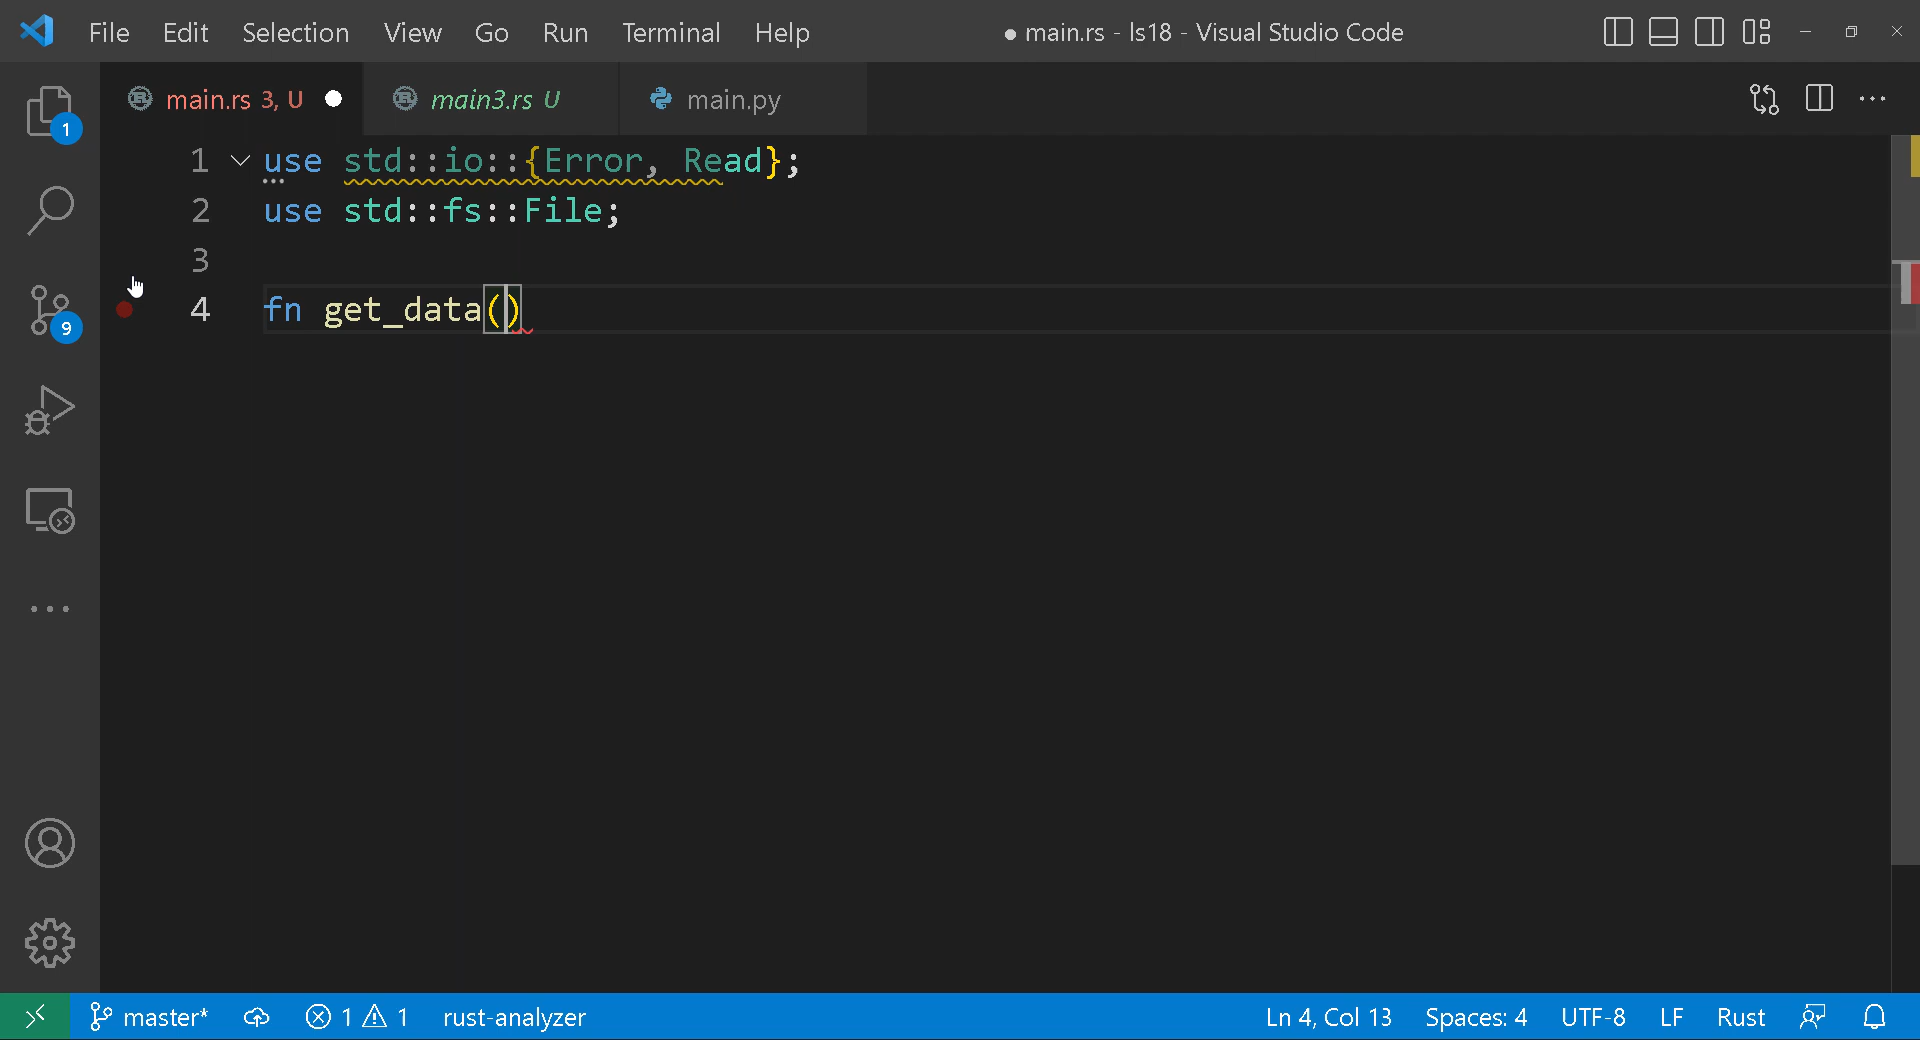 File Edit Selection View Go Run Terminal Help ● main.rs - ls18 - Visual Studio Code
main.rs 3, U main3.rs U main.py
1
1 use std::io::{Error, Read};
2 use std::fs::File;
3
4 fn get_data()
9
master* 1 1 rust-analyzer Ln 4, Col 13 Spaces: 4 UTF-8 LF Rust